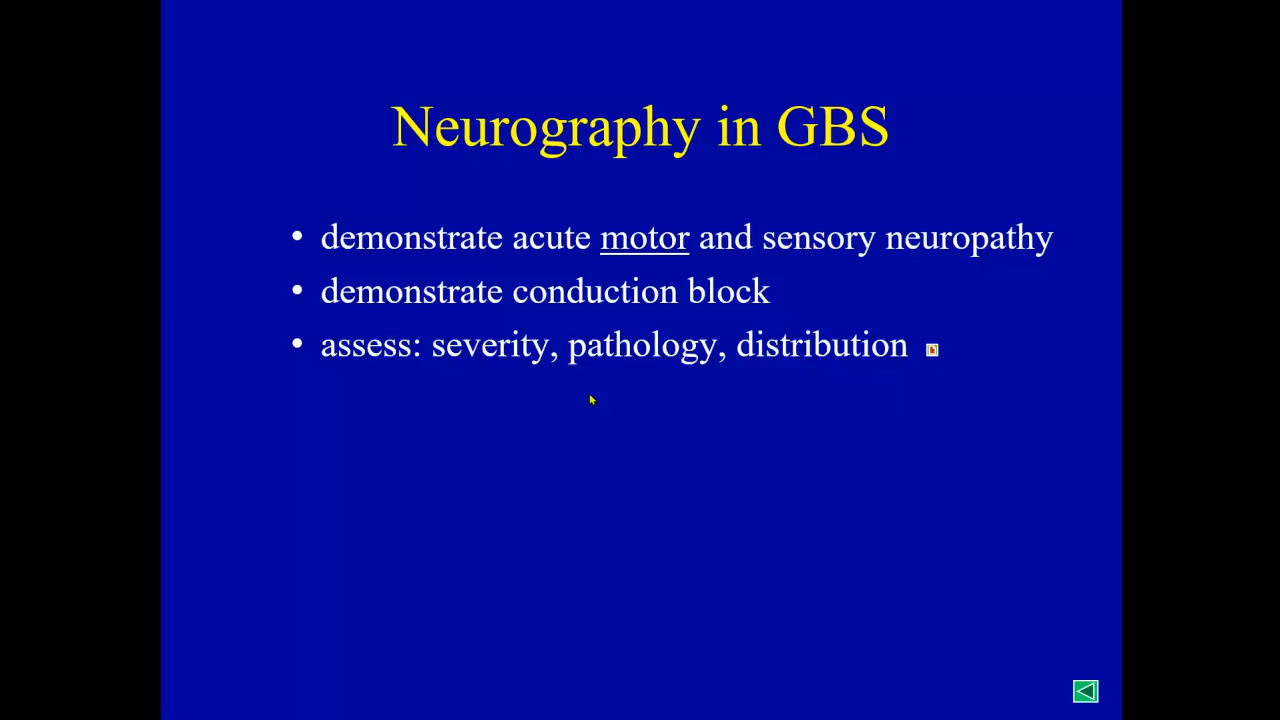 Neurography in GBS
• demonstrate acute motor and sensory neuropathy
• demonstrate conduction block
• assess: severity, pathology, distribution